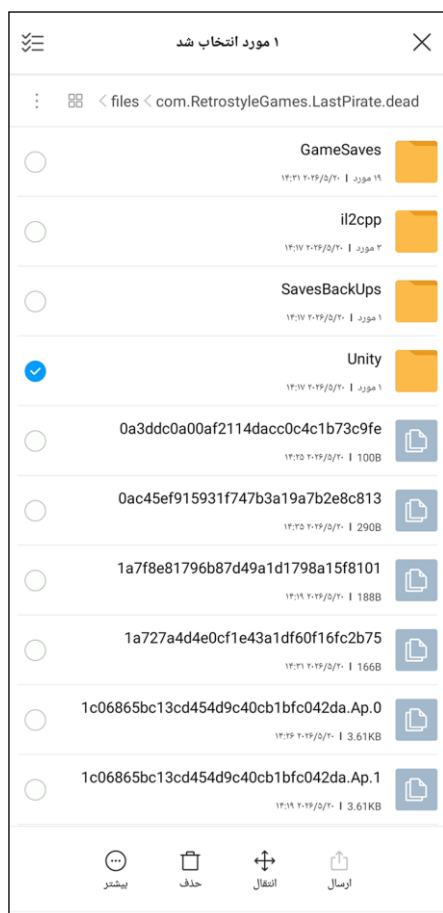 ۱ مورد انتخاب شد
files < com.RetrostyleGames.LastPirate.dead <
GameSaves
۱۹ مورد | ۲۰۲۶/۵/۲۰ ۱۴:۳۱
il2cpp
۳ مورد | ۲۰۲۶/۵/۲۰ ۱۴:۱۷
SavesBackUps
۱ مورد | ۲۰۲۶/۵/۲۰ ۱۴:۱۷
Unity
۱ مورد | ۲۰۲۶/۵/۲۰ ۱۴:۱۷
0a3ddc0a00af2114dacc0c4c1b73c9fe
100B | ۲۰۲۶/۵/۲۰ ۱۴:۲۵
0ac45ef915931f747b3a19a7b2e8c813
290B | ۲۰۲۶/۵/۲۰ ۱۴:۳۵
1a7f8e81796b87d49a1d1798a15f8101
188B | ۲۰۲۶/۵/۲۰ ۱۴:۱۹
1a727a4d4e0cf1e43a1df60f16fc2b75
166B | ۲۰۲۶/۵/۲۰ ۱۴:۳۱
1c06865bc13cd454d9c40cb1bfc042da.Ap.0
3.61KB | ۲۰۲۶/۵/۲۰ ۱۴:۲۶
1c06865bc13cd454d9c40cb1bfc042da.Ap.1
3.61KB | ۲۰۲۶/۵/۲۰ ۱۴:۱۹
ارسال
انتقال
حذف
بیشتر